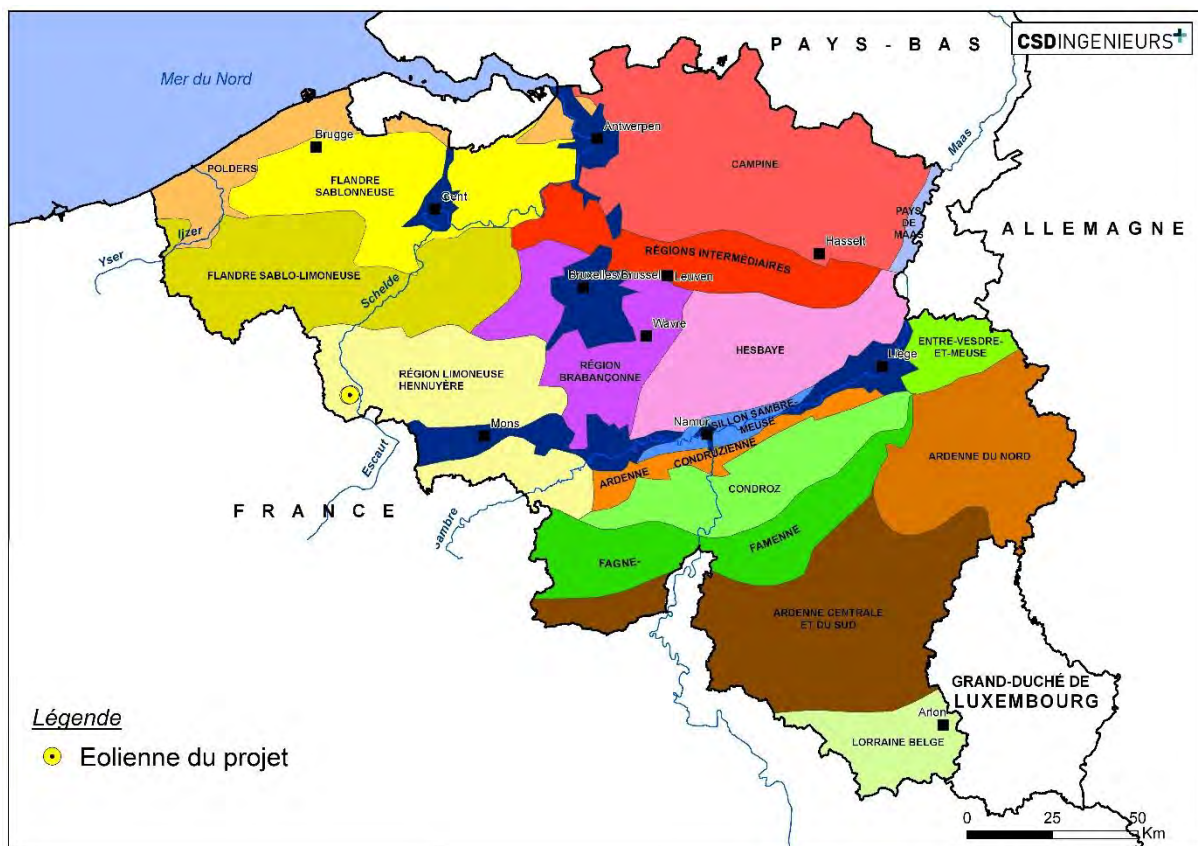 PAYS-BAS
CSDINGENIEURS+
Mer du Nord
Antwerpen
Brugge
Maas
POLDERS
CAMPINE
FLANDRE
SABLONNEUSE
Gent
PAYS
DE
MAAS
ALLEMAGNE
Ijzer
Yser
Hasselt
RÉGIONS INTERMÉDIAIRES
FLANDRE SABLO-LIMONEUSE
Bruxelles/Brussel
Leuven
Schelde
Wavre
ENTRE-VESDRE-
ET-MEUSE
HESBAYE
Liège
RÉGION LIMONEUSE
HENNUYÈRE
RÉGION
BRABANÇONNE
SILLON SAMBRE-
MEUSE
Mons
Namur
Escaut
ARDENNE CONDRUZIENNE
ARDENNE DU NORD
CONDROZ
FRANCE
Sambre
FAGNE-
FAMENNE
ARDENNE CENTRALE
ET DU SUD
GRAND-DUCHÉ DE
LUXEMBOURG
Arlon
LORRAINE BELGE
Légende
Eolienne du projet
0 25 50
Km